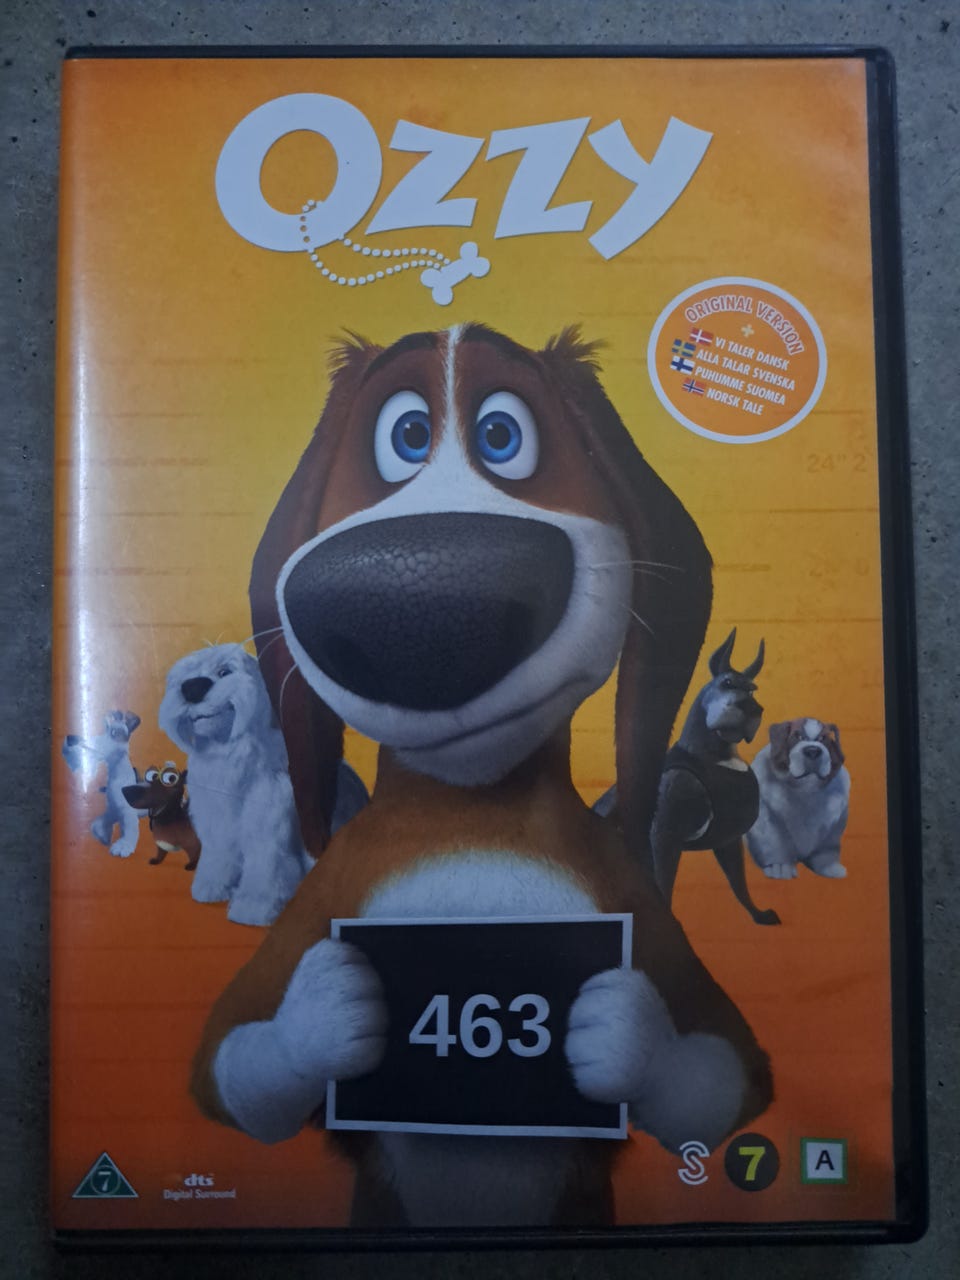 OZZY
ORIGINAL VERSION
+
VI TALER DANSK
ALLA TALAR SVENSKA
PUHUMME SUOMEA
NORSK TALE
24" 2
463
7
dts
Digital Surround
S
7
A